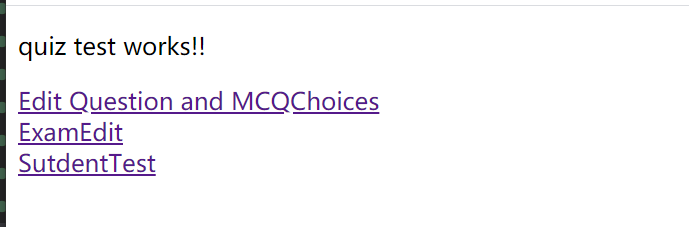 quiz test works!!
Edit Question and MCQChoices
ExamEdit
SutdentTest